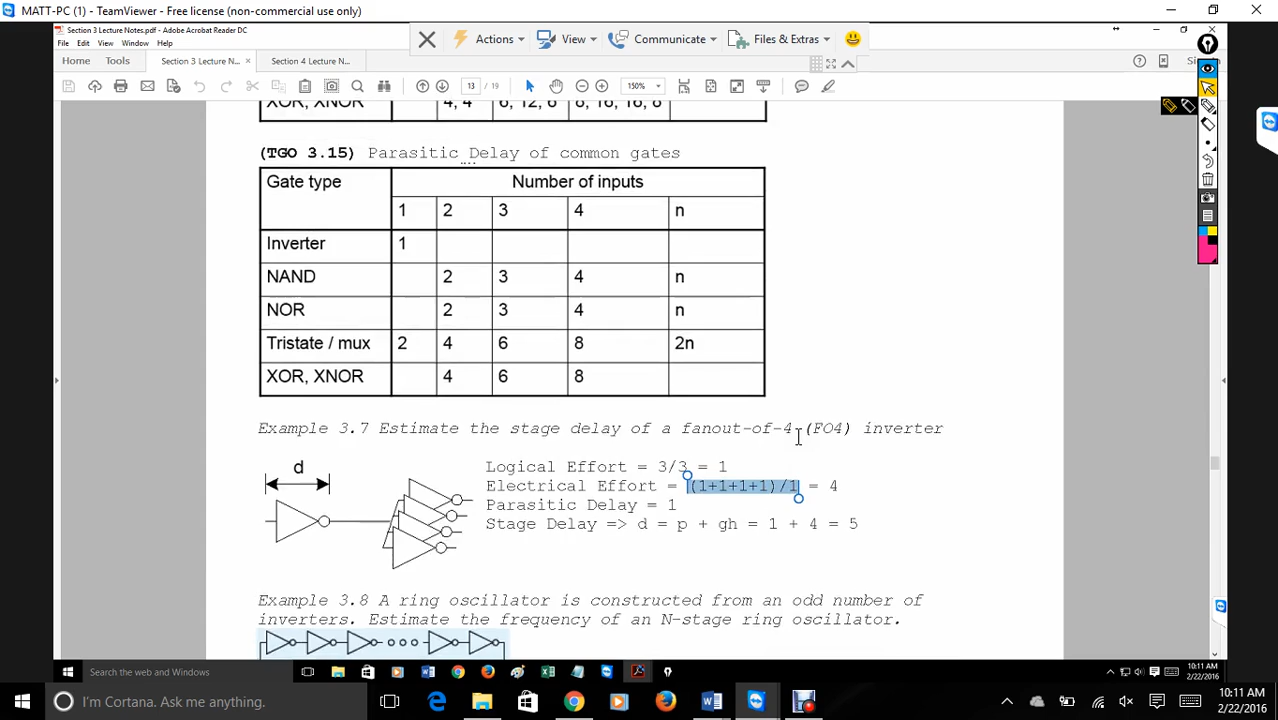 MATT-PC (1) - TeamViewer - Free license (non-commercial use only)
Section 3 Lecture Notes.pdf - Adobe Acrobat Reader DC
File Edit View Window Help
Actions View Communicate Files & Extras
Home Tools Section 3 Lecture N... × Section 4 Lecture N...
13 / 19 150%
XOR, XNOR 4, 4 6, 12, 6 8, 16, 16, 8
(TGO 3.15) Parasitic Delay of common gates
Gate type Number of inputs
1 2 3 4 n
Inverter 1
NAND 2 3 4 n
NOR 2 3 4 n
Tristate / mux 2 4 6 8 2n
XOR, XNOR 4 6 8
Example 3.7 Estimate the stage delay of a fanout-of-4 (FO4) inverter
d
Logical Effort = 3/3 = 1
Electrical Effort = (1+1+1+1)/1 = 4
Parasitic Delay = 1
Stage Delay => d = p + gh = 1 + 4 = 5
Example 3.8 A ring oscillator is constructed from an odd number of
inverters. Estimate the frequency of an N-stage ring oscillator.
Search the web and Windows
10:11 AM
2/22/2016
I'm Cortana. Ask me anything.
10:11 AM
2/22/2016